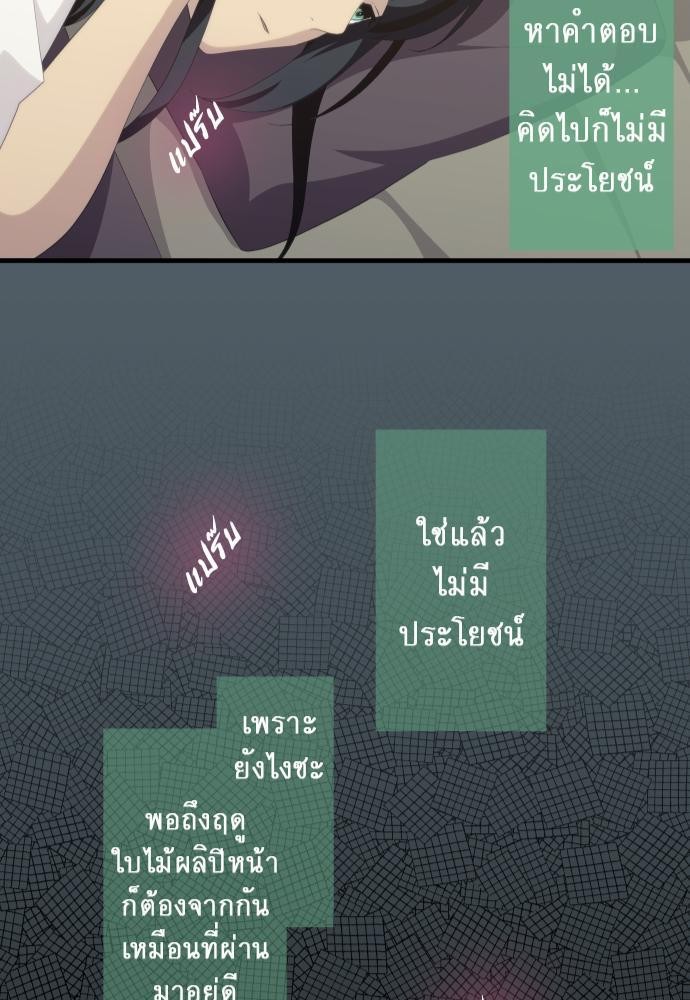 หาคำตอบ
ไม่ได้...
คิดไปก็ไม่มี
ประโยชน์
แปร๊บ
ใช่แล้ว
ไม่มี
ประโยชน์
แปร๊บ
เพราะ
ยังไงซะ
พอถึงฤดู
ใบไม้ผลิปีหน้า
ก็ต้องจากกัน
เหมือนที่ผ่าน
มาอยู่ดี